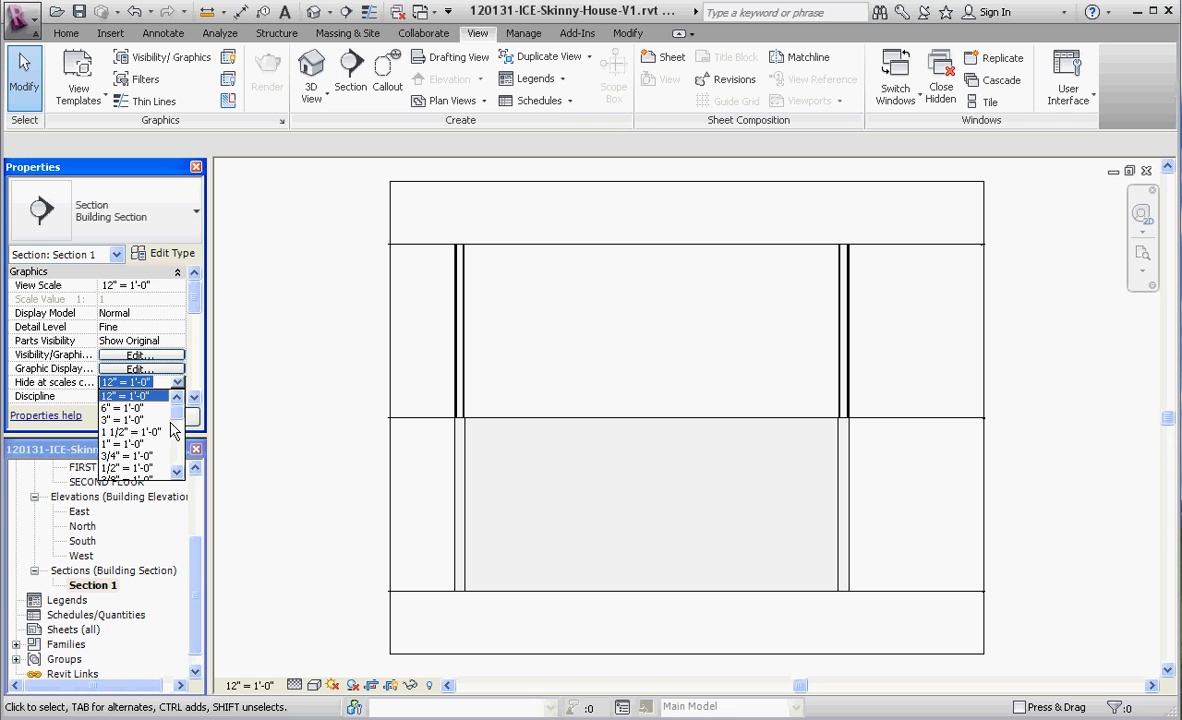 120131-ICE-Skinny-House-V1.rvt ...
Type a keyword or phrase
Sign In
Home
Insert
Annotate
Analyze
Structure
Massing & Site
Collaborate
View
Manage
Add-Ins
Modify
Modify
View
Templates
Visibility/ Graphics
Filters
Thin Lines
Render
3D
View
Section
Callout
Drafting View
Elevation
Plan Views
Duplicate View
Legends
Schedules
Scope
Box
Sheet
View
Title Block
Revisions
Guide Grid
Matchline
View Reference
Viewports
Switch
Windows
Close
Hidden
Replicate
Cascade
Tile
User
Interface
Select
Graphics
Create
Sheet Composition
Windows
Properties
Section
Building Section
Section: Section 1
Edit Type
Graphics
View Scale 12" = 1'-0"
Scale Value 1: 1
Display Model Normal
Detail Level Fine
Parts Visibility Show Original
Visibility/Graphi... Edit...
Graphic Display... Edit...
Hide at scales c... 12" = 1'-0"
Discipline
12" = 1'-0"
6" = 1'-0"
3" = 1'-0"
1 1/2" = 1'-0"
1" = 1'-0"
3/4" = 1'-0"
1/2" = 1'-0"
Properties help
120131-ICE-Skinn
FIRST
SECOND FLOOR
Elevations (Building Elevation
East
North
South
West
Sections (Building Section)
Section 1
Legends
Schedules/Quantities
Sheets (all)
Families
Groups
Revit Links
2D
12" = 1'-0"
Click to select, TAB for alternates, CTRL adds, SHIFT unselects.
:0
Main Model
Press & Drag
:0